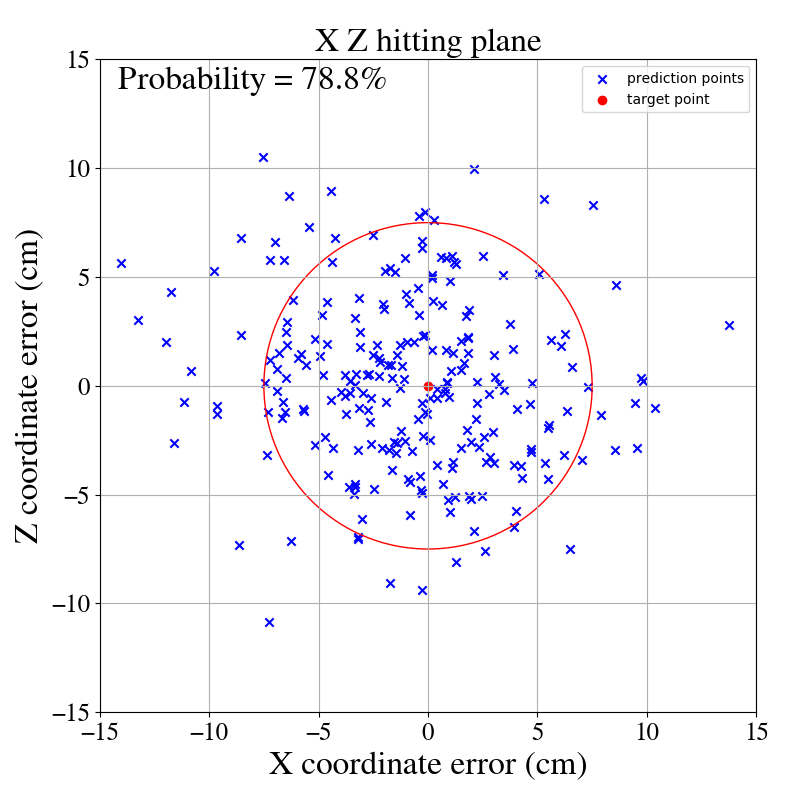 X Z hitting plane
Probability = 78.8%
prediction points
target point
15
10
5
0
−5
−10
−15
Z coordinate error (cm)
−15 −10 −5 0 5 10 15
X coordinate error (cm)